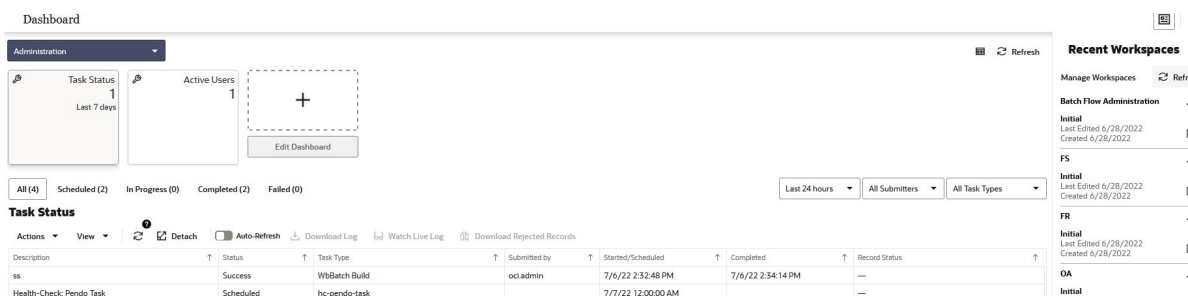 Dashboard
Administration
Refresh
Task Status
1
Last 7 days
Active Users
1
+
Edit Dashboard
All (4) Scheduled (2) In Progress (0) Completed (2) Failed (0)
Last 24 hours All Submitters All Task Types
Task Status
Actions View Detach Auto-Refresh Download Log Watch Live Log Download Rejected Records
Description Status Task Type Submitted by Started/Scheduled Completed Record Status
ss Success WbBatch Build oci.admin 7/6/22 2:32:48 PM 7/6/22 2:34:14 PM —
Health-Check: Pendo Task Scheduled hc-pendo-task 7/7/22 12:00:00 AM —
Recent Workspaces
Manage Workspaces Refr
Batch Flow Administration
Initial
Last Edited 6/28/2022
Created 6/28/2022
FS
Initial
Last Edited 6/28/2022
Created 6/28/2022
FR
Initial
Last Edited 6/28/2022
Created 6/28/2022
OA
Initial